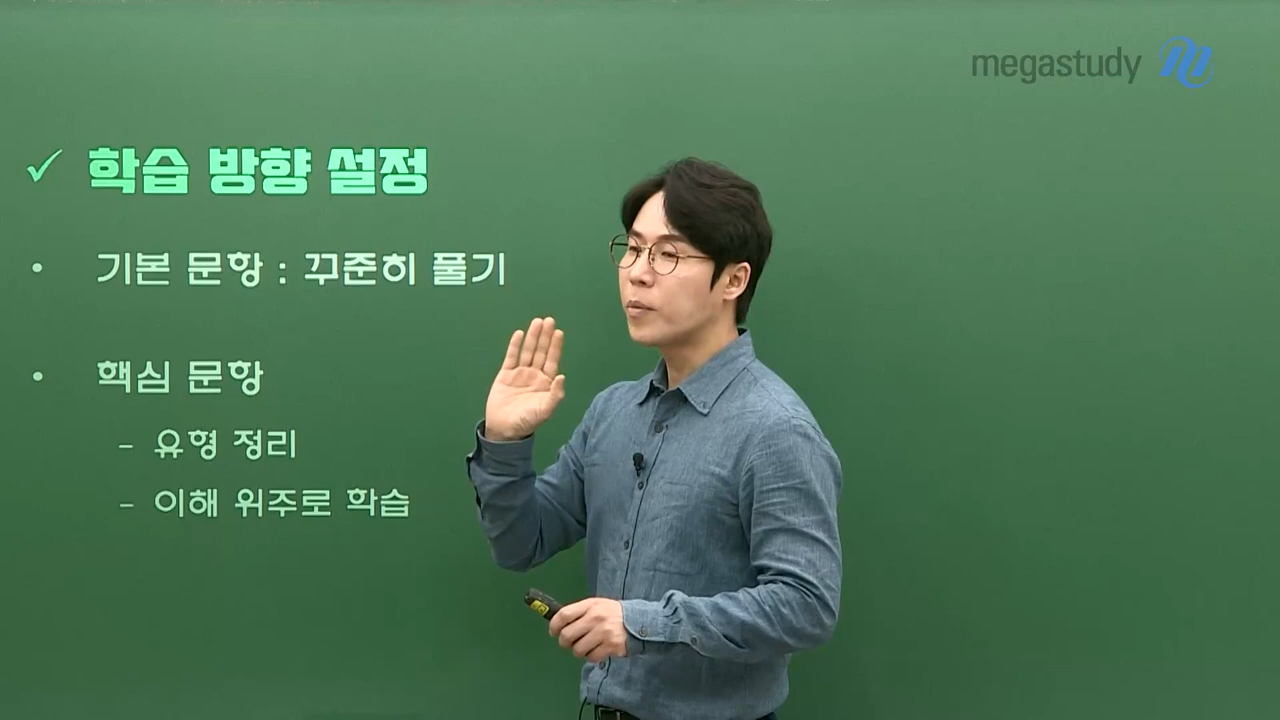 megastudy
✓ 학습 방향 설정
• 기본 문항 : 꾸준히 풀기
• 핵심 문항
- 유형 정리
- 이해 위주로 학습